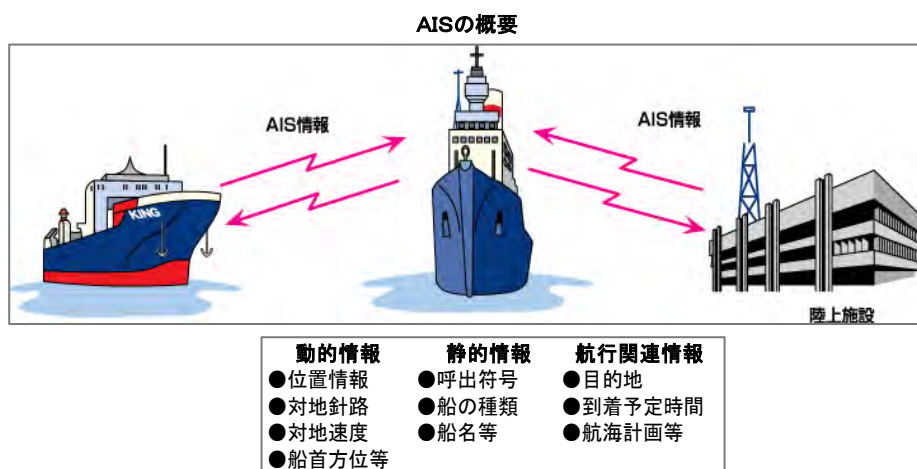 AISの概要
AIS情報
AIS情報
KING
陸上施設
動的情報 静的情報 航行関連情報
●位置情報 ●呼出符号 ●目的地
●対地針路 ●船の種類 ●到着予定時間
●対地速度 ●船名等 ●航海計画等
●船首方位等